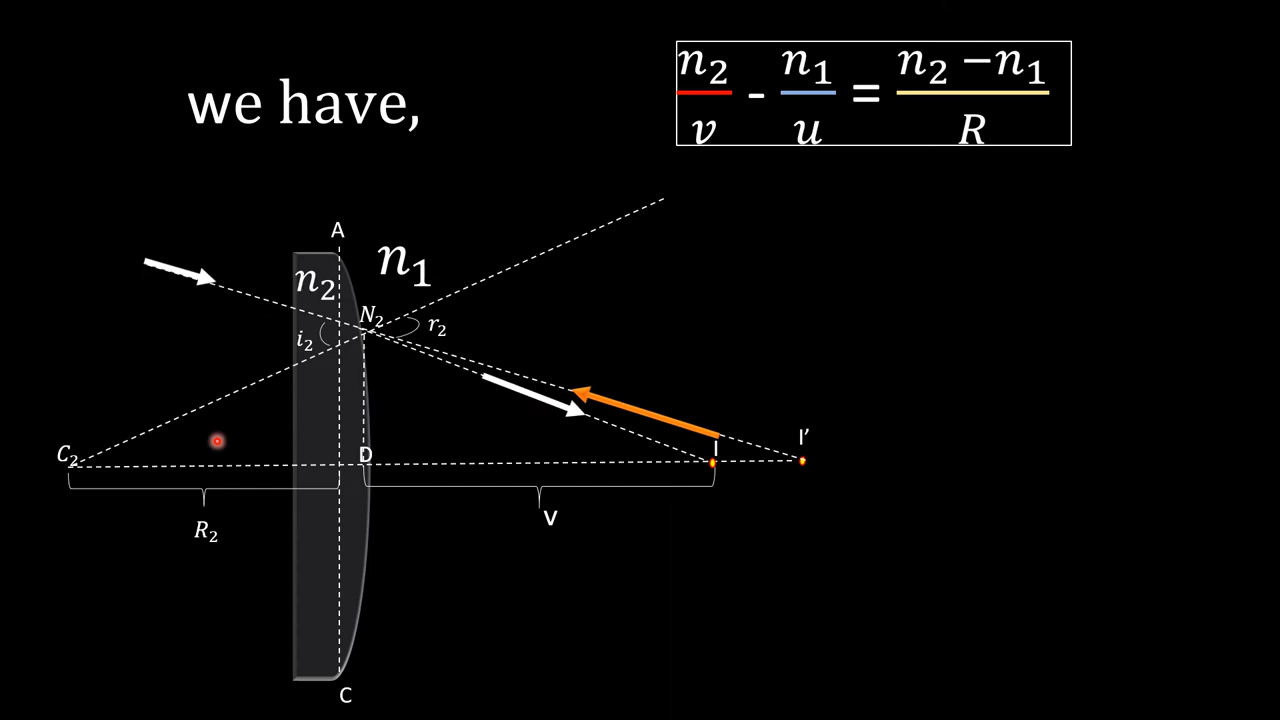 we have,
n₂/v - n₁/u = n₂ −n₁/R
A
n₂
n₁
N₂
i₂
r₂
C₂
D
I
I’
R₂
v
C